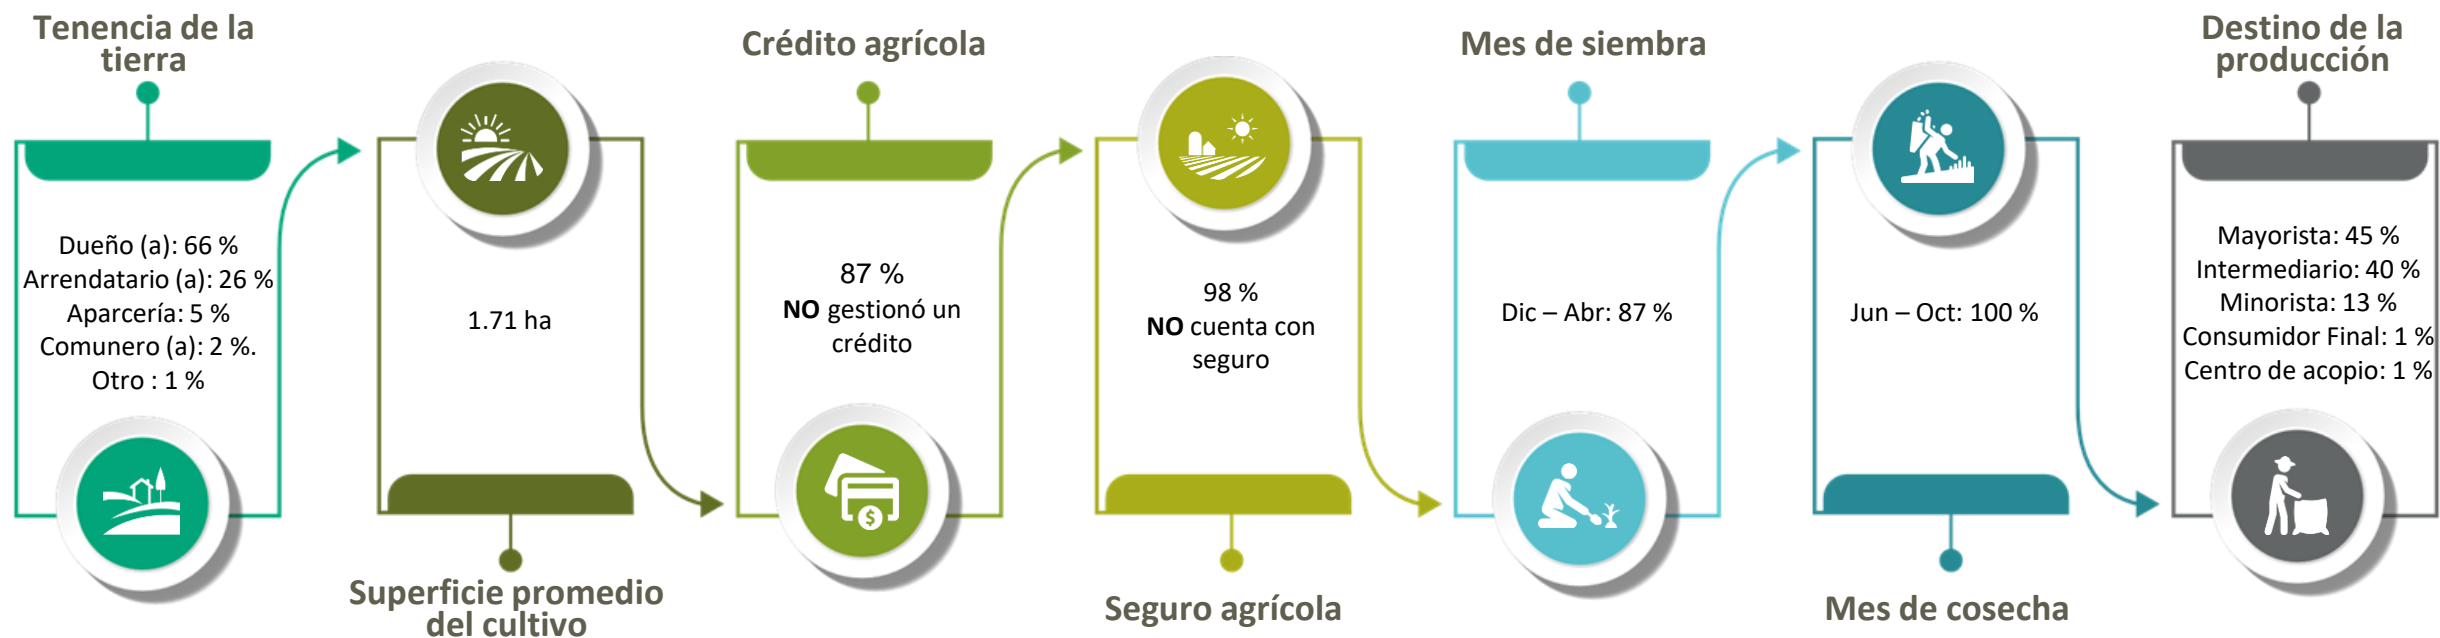 Tenencia de la
tierra
Dueño (a): 66 %
Arrendatario (a): 26 %
Aparcería: 5 %
Comunero (a): 2 %.
Otro : 1 %
1.71 ha
Superficie promedio
del cultivo
Crédito agrícola
87 %
NO gestionó un
crédito
98 %
NO cuenta con
seguro
Seguro agrícola
Mes de siembra
Dic – Abr: 87 %
Jun – Oct: 100 %
Mes de cosecha
Destino de la
producción
Mayorista: 45 %
Intermediario: 40 %
Minorista: 13 %
Consumidor Final: 1 %
Centro de acopio: 1 %
$